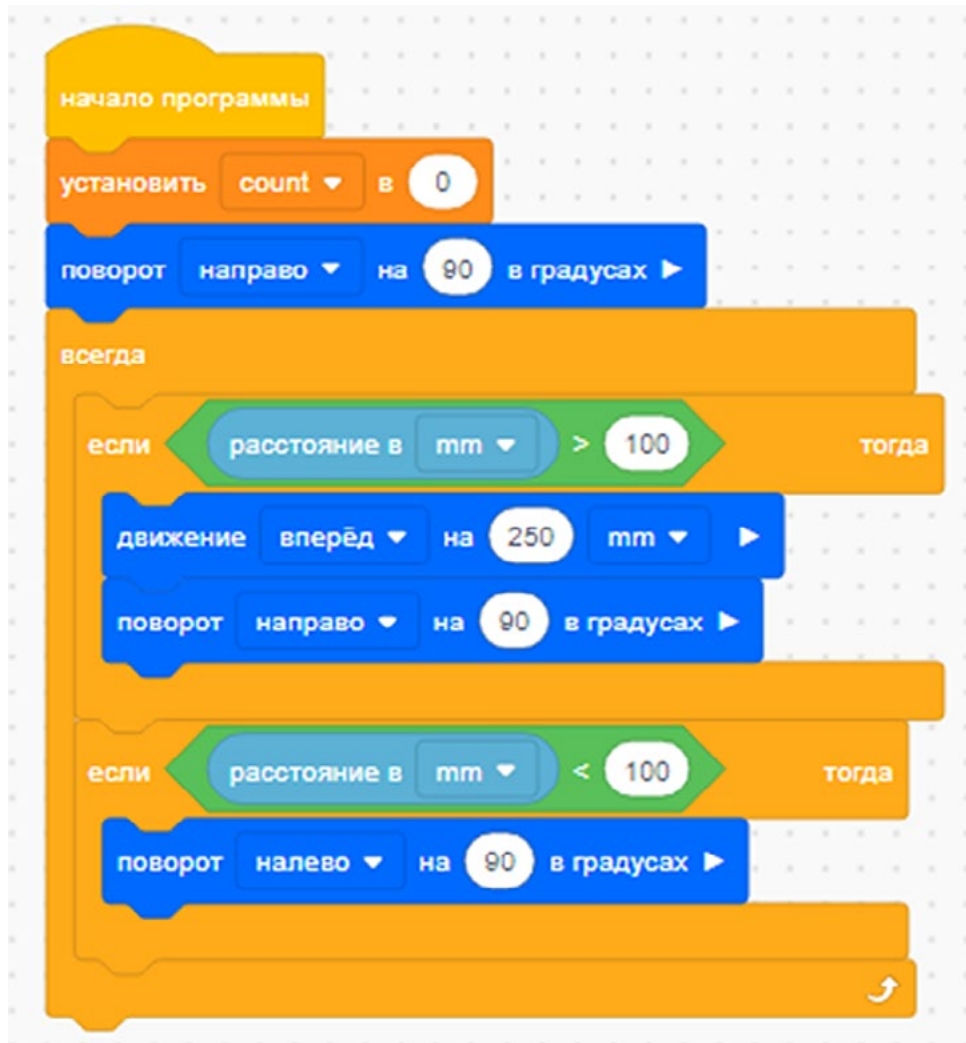 начало программы
установить count в 0
поворот направо на 90 в градусах
всегда
если расстояние в mm > 100 тогда
движение вперёд на 250 mm
поворот направо на 90 в градусах
если расстояние в mm < 100 тогда
поворот налево на 90 в градусах